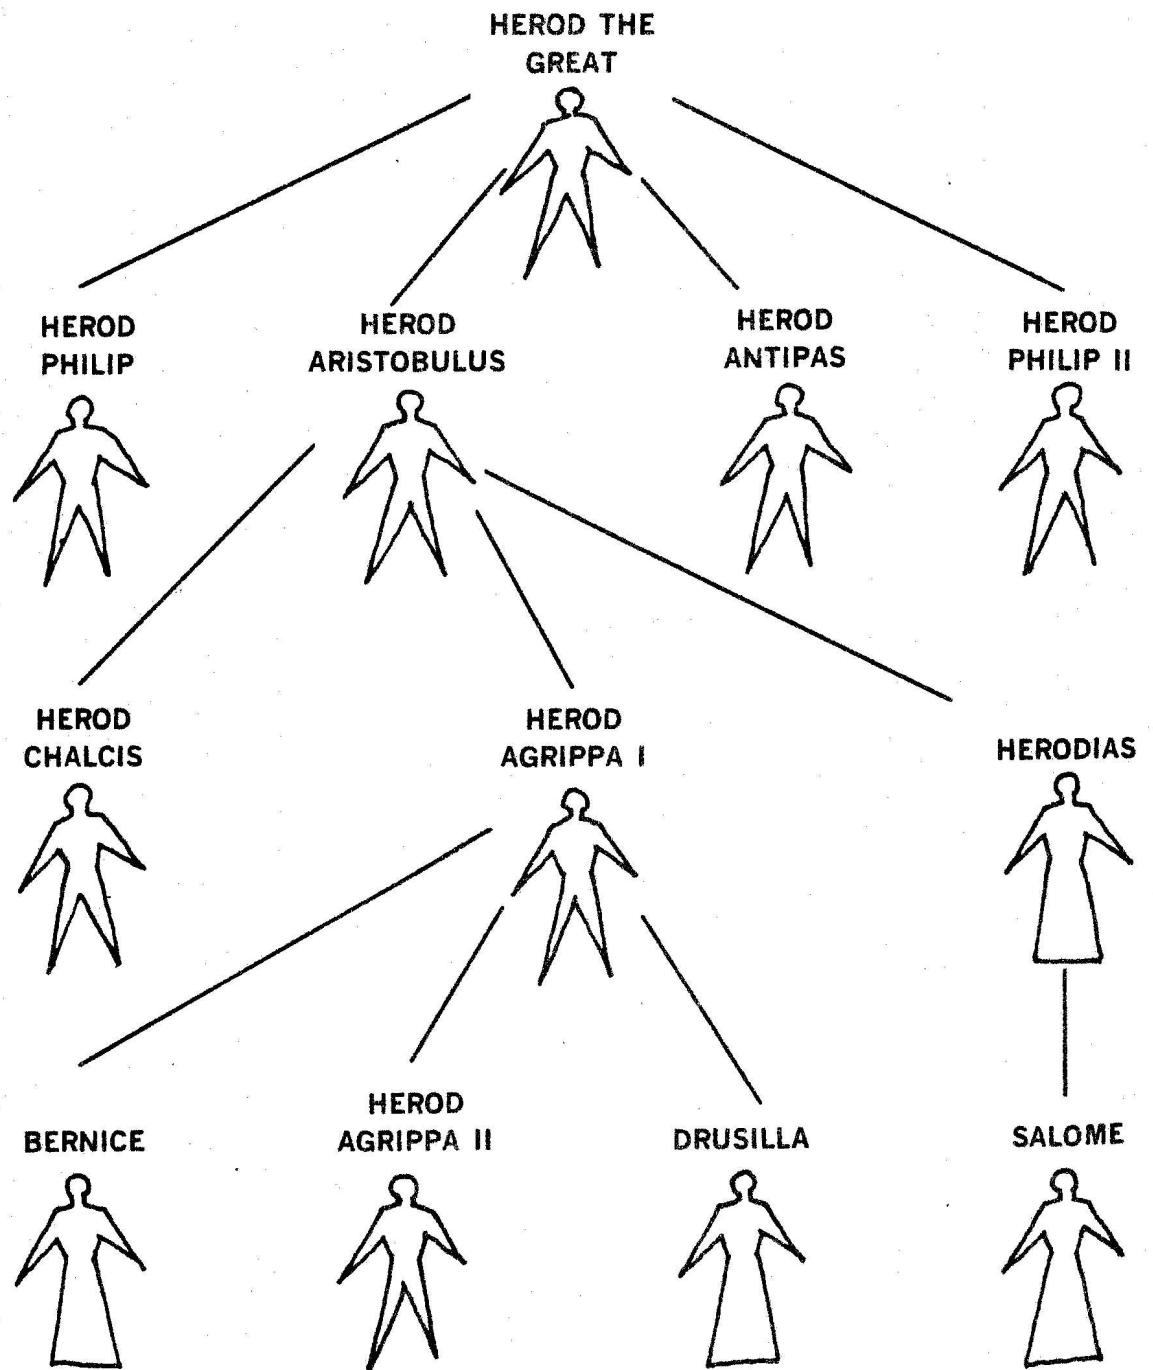 HEROD THE
GREAT
HEROD
PHILIP
HEROD
ARISTOBULUS
HEROD
ANTIPAS
HEROD
PHILIP II
HEROD
CHALCIS
HEROD
AGRIPPA I
HERODIAS
BERNICE
HEROD
AGRIPPA II
DRUSILLA
SALOME